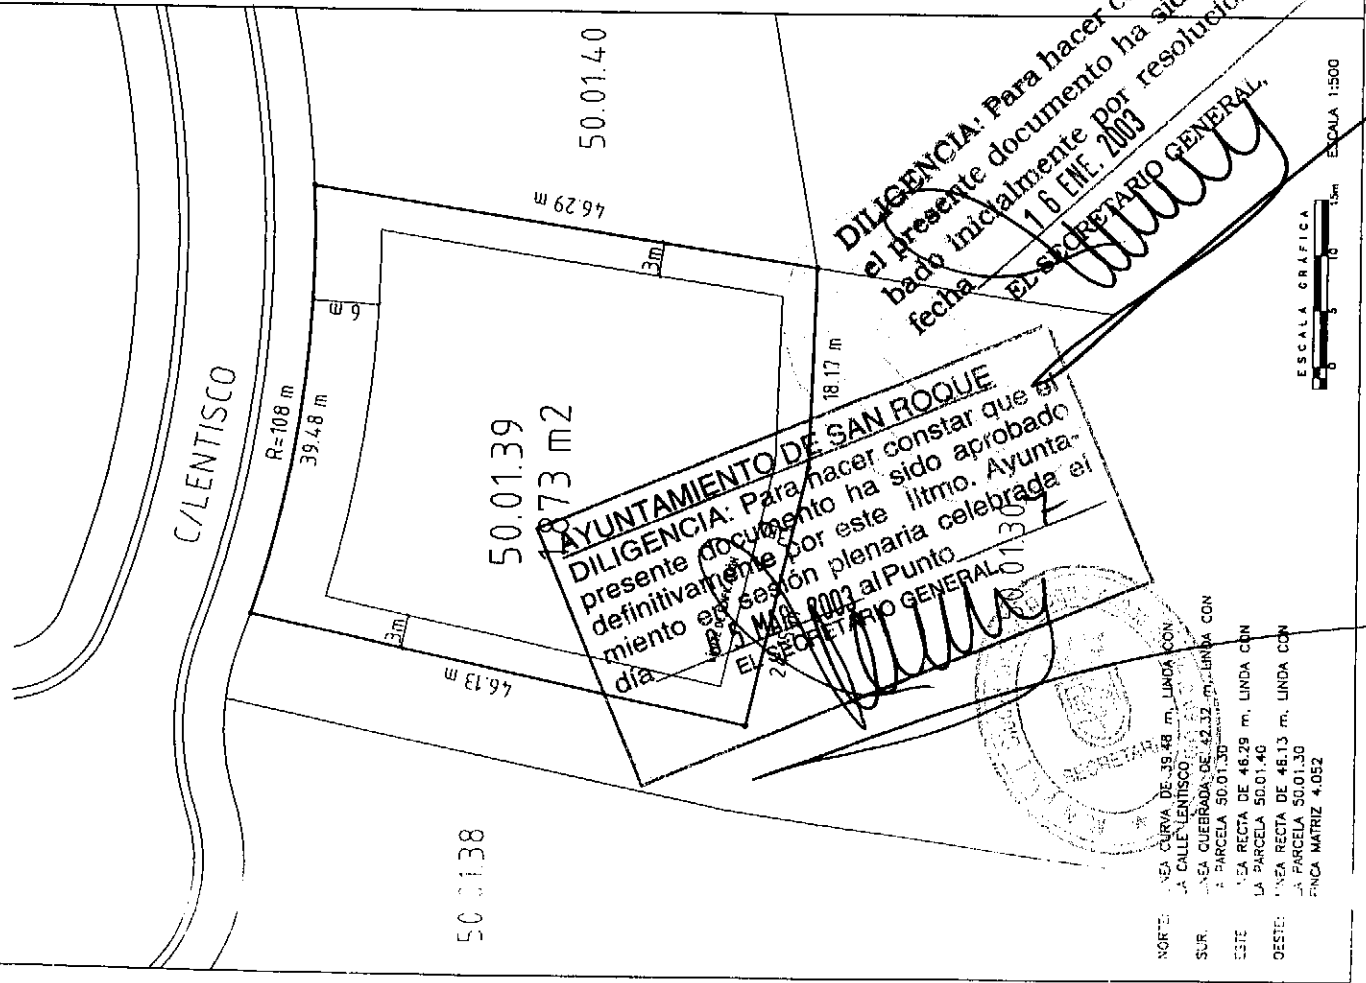 C/LENTISCO
R=108 m
39.48 m
6 m
46.29 m
3m
50.01.40
50.01.39
1873 m2
3m
46.13 m
18.17 m
50.01.38
01.30
DILIGENCIA: Para hacer
el presente documento ha
bado inicialmente por resolución
fecha 16 ENE. 2003
EL SECRETARIO GENERAL,
AYUNTAMIENTO DE SAN ROQUE
DILIGENCIA: Para hacer constar que el
presente documento ha sido aprobado
definitivamente por este Iltmo. Ayunta-
miento en sesión plenaria celebrada el
día 2003 al Punto
EL SECRETARIO GENERAL,
SECRETARIA
NORTE: LINEA CURVA DE 39.48 m, LINDA CON
LA CALLE LENTISCO
SUR: LINEA QUEBRADA DE 42.32 m, LINDA CON
LA PARCELA 50.01.30
ESTE LINEA RECTA DE 46.29 m, LINDA CON
LA PARCELA 50.01.40
OESTE: LINEA RECTA DE 46.13 m, LINDA CON
LA PARCELA 50.01.30
FINCA MATRIZ 4.052
ESCALA GRÁFICA
0 5 10 15m
ESCALA 1:500